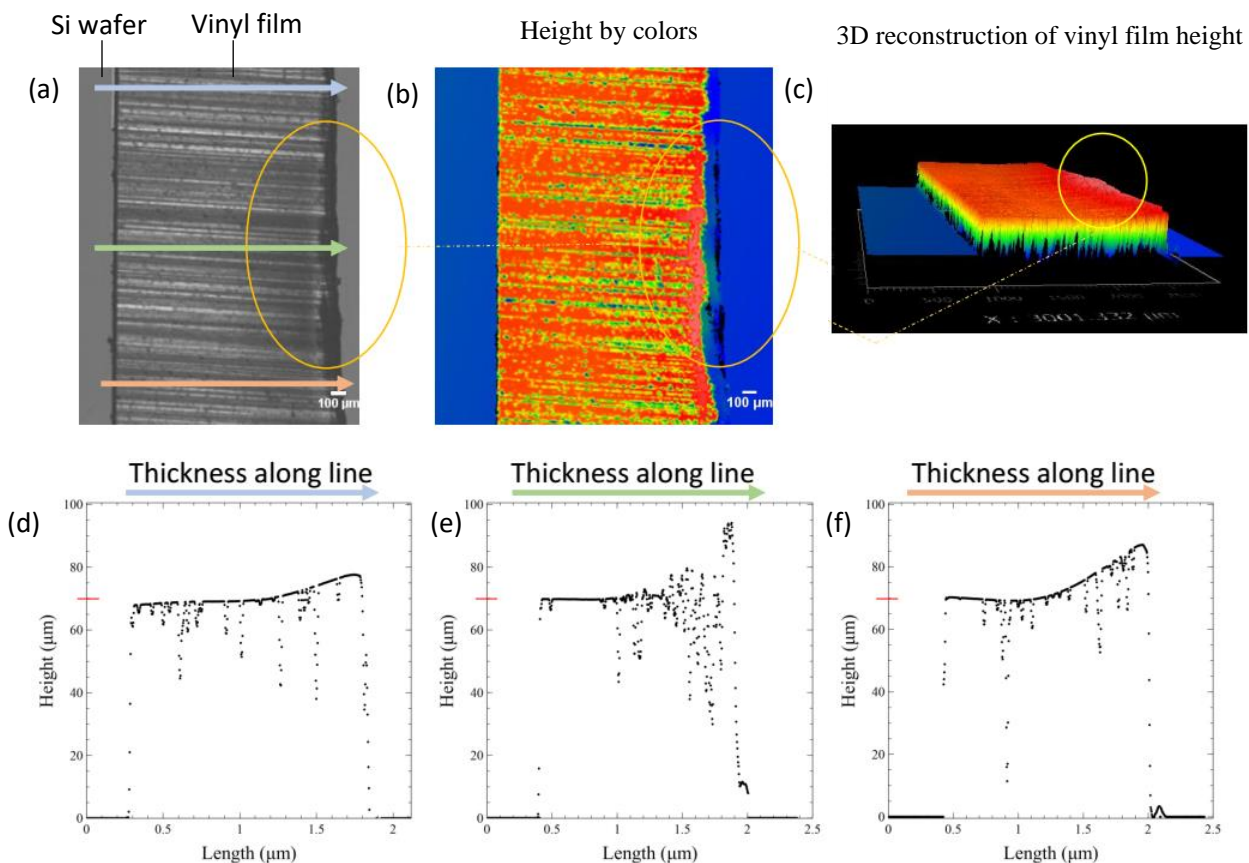 Si wafer Vinyl film
Height by colors
3D reconstruction of vinyl film height
(a)
(b)
(c)
100 µm
100 µm
Thickness along line
Thickness along line
Thickness along line
(d)
100
80
60
40
20
0
Height (µm)
0 0.5 1 1.5 2
Length (µm)
(e)
100
80
60
40
20
0
Height (µm)
0 0.5 1 1.5 2 2.5
Length (µm)
(f)
100
80
60
40
20
0
Height (µm)
0 0.5 1 1.5 2 2.5
Length (µm)